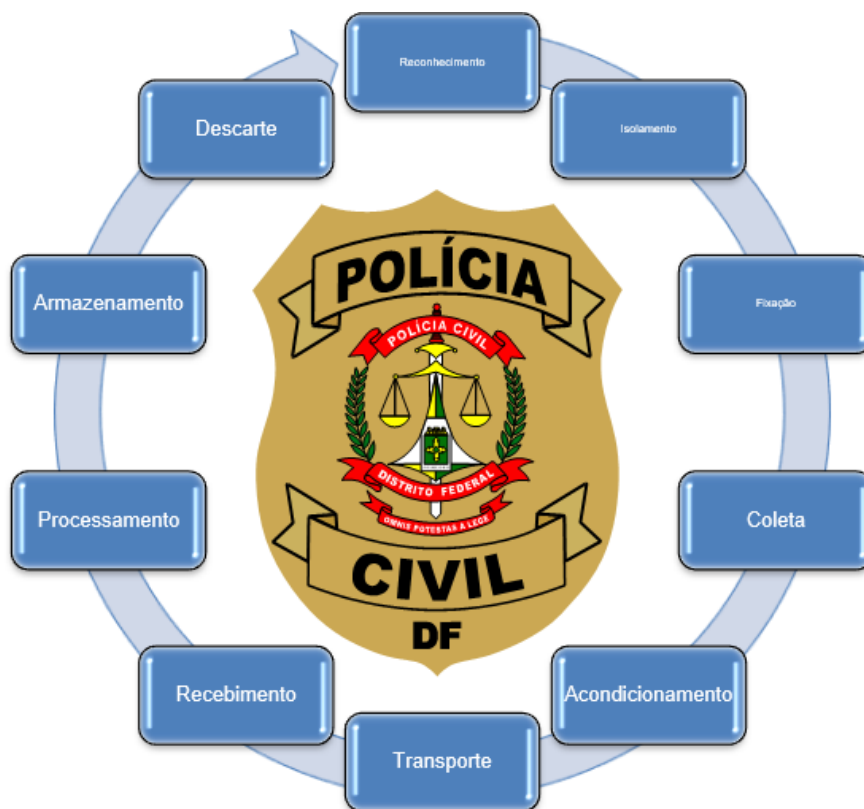 Reconhecimento
Isolamento
Fixação
Coleta
Acondicionamento
Transporte
Recebimento
Processamento
Armazenamento
Descarte
POLÍCIA
POLÍCIA CIVIL
DISTRITO FEDERAL
OMNIS POTESTAS A LEGE
CIVIL
DF